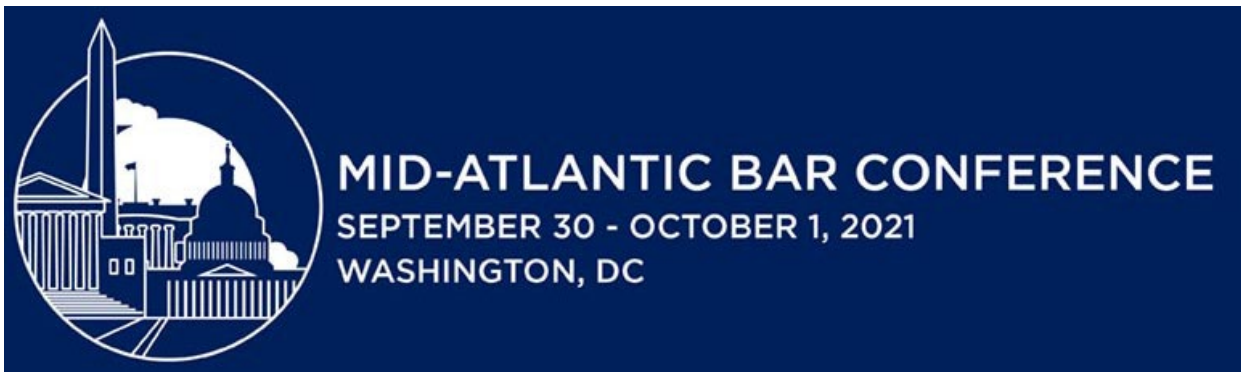 MID-ATLANTIC BAR CONFERENCE
SEPTEMBER 30 - OCTOBER 1, 2021
WASHINGTON, DC